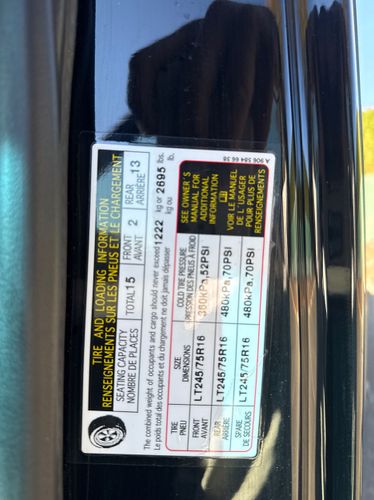 TIRE AND LOADING INFORMATION
RENSEIGNEMENTS SUR LES PNEUS ET LE CHARGEMENT
SEATING CAPACITY
NOMBRE DE PLACES
TOTAL 15
FRONT
AVANT 2
REAR
ARRIÈRE 13
The combined weight of occupants and cargo should never exceed 1222 kg or 2695 lbs.
Le poids total des occupants et du chargement ne doit jamais dépasser kg ou lb.
TIRE
PNEU
SIZE
DIMENSIONS
COLD TIRE PRESSURE
PRESSION DES PNEUS À FROID
FRONT
AVANT
LT245/75R16
360kPa,52PSI
REAR
ARRIÈRE
LT245/75R16
480kPa,70PSI
SPARE
DE SECOURS
LT245/75R16
480kPa,70PSI
SEE OWNER'S
MANUAL FOR
ADDITIONAL
INFORMATION
VOIR LE MANUEL
DE L'USAGER
POUR PLUS DE
RENSEIGNEMENTS
A 906 584 66 38